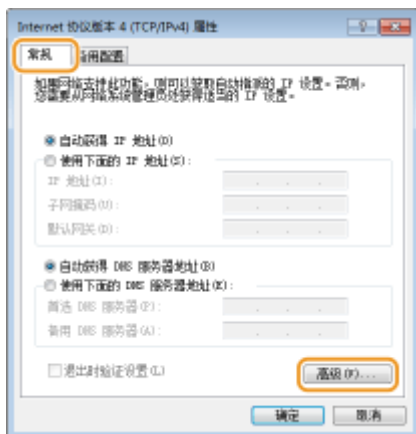 Internet 协议版本 4 (TCP/IPv4) 属性
常规
备用配置
如果网络支持此功能，则可以获取自动指派的 IP 设置。否则，
您需要从网络系统管理员处获得适当的 IP 设置。
自动获得 IP 地址(O)
使用下面的 IP 地址(S):
IP 地址(I):
子网掩码(U):
默认网关(D):
自动获得 DNS 服务器地址(B)
使用下面的 DNS 服务器地址(E):
首选 DNS 服务器(P):
备用 DNS 服务器(A):
退出时验证设置(L)
高级(V)...
确定
取消